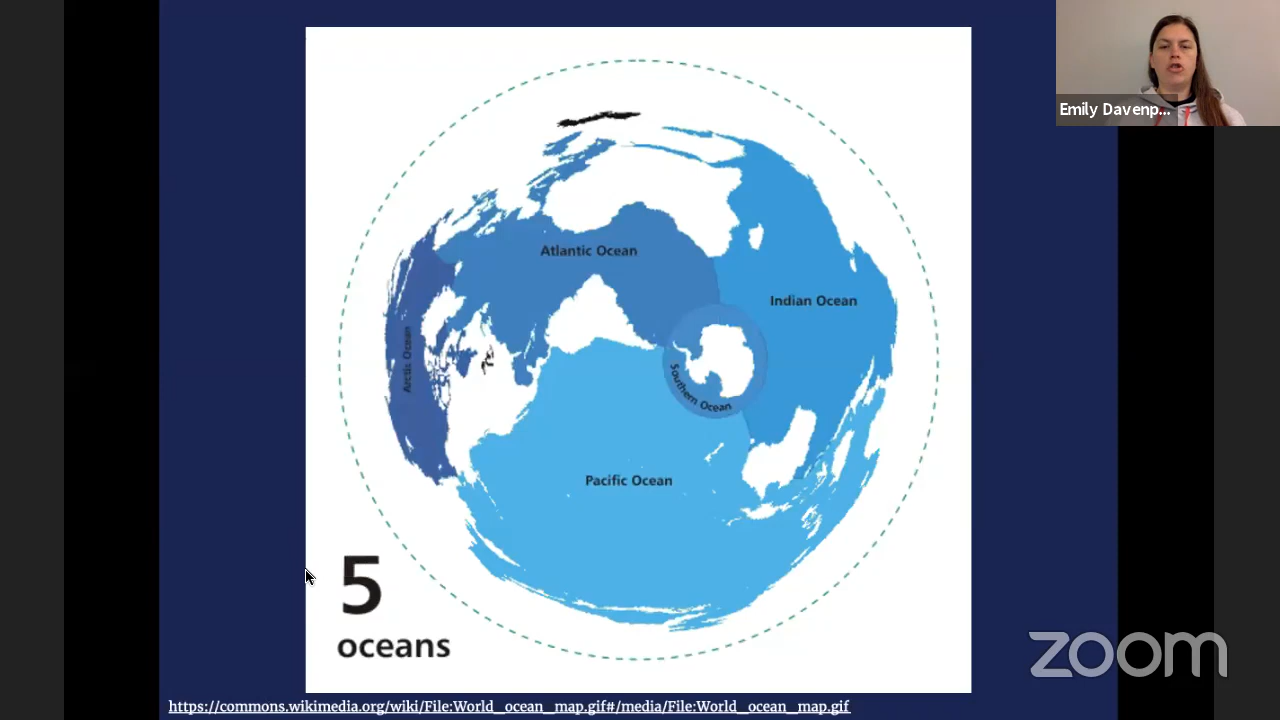 Emily Davenp...
Atlantic Ocean
Indian Ocean
Arctic Ocean
Southern Ocean
Pacific Ocean
5
oceans
zoom
https://commons.wikimedia.org/wiki/File:World_ocean_map.gif#/media/File:World_ocean_map.gif